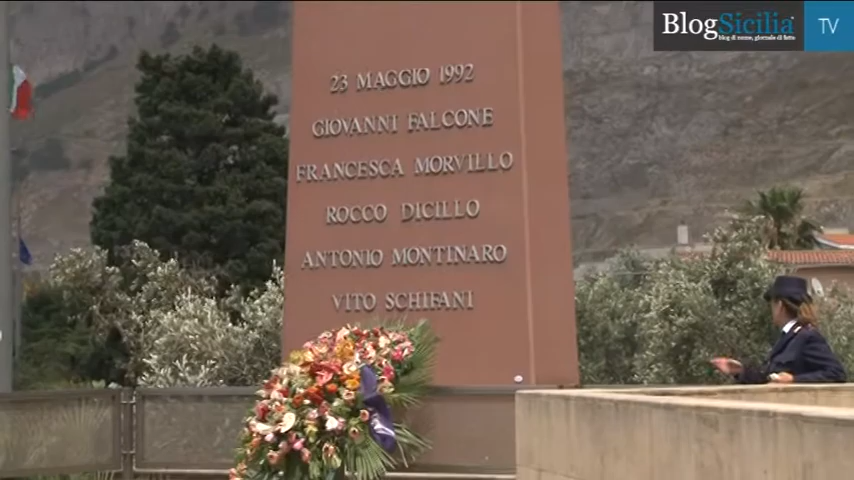 BlogSicilia
blog di nome, giornale di fatto
TV
23 MAGGIO 1992
GIOVANNI FALCONE
FRANCESCA MORVILLO
ROCCO DICILLO
ANTONIO MONTINARO
VITO SCHIFANI